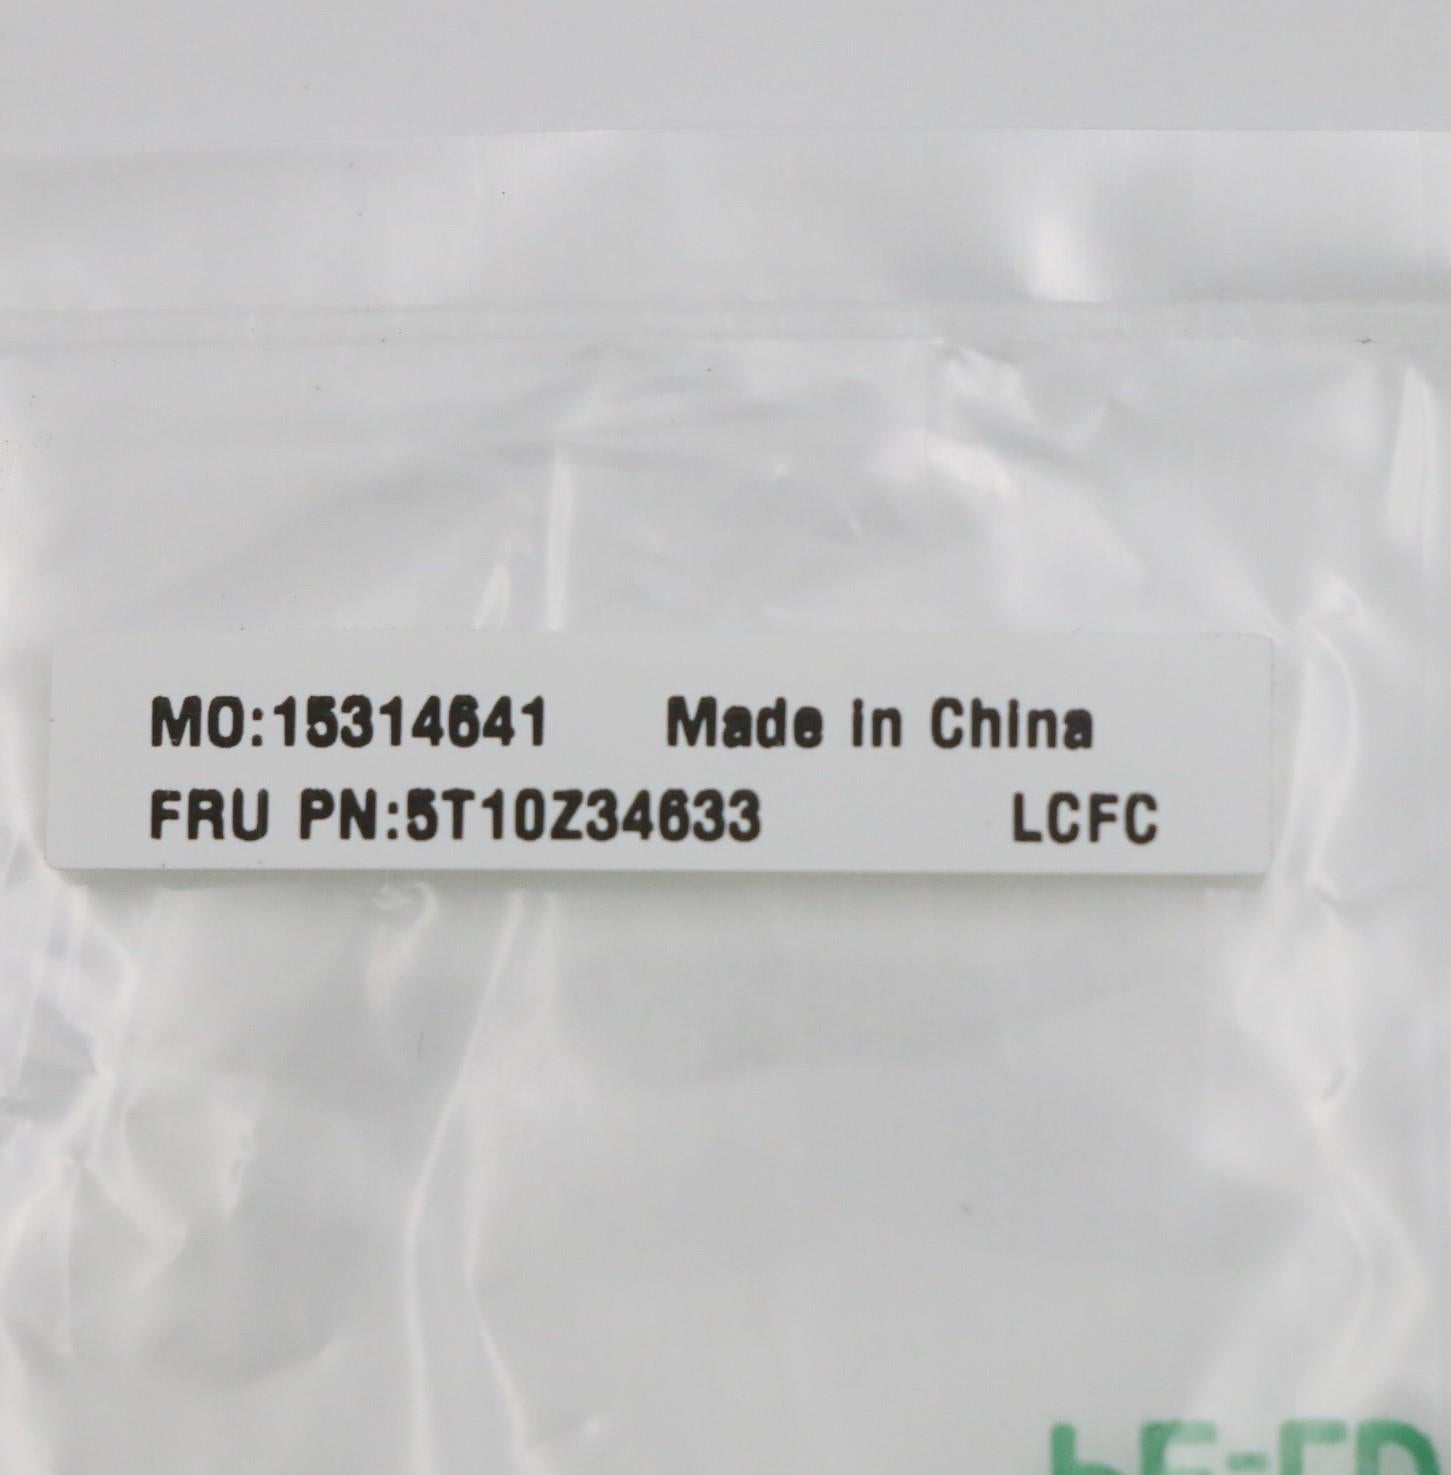 MO:15314641 Made in China
FRU PN:5T10Z34633 LCFC